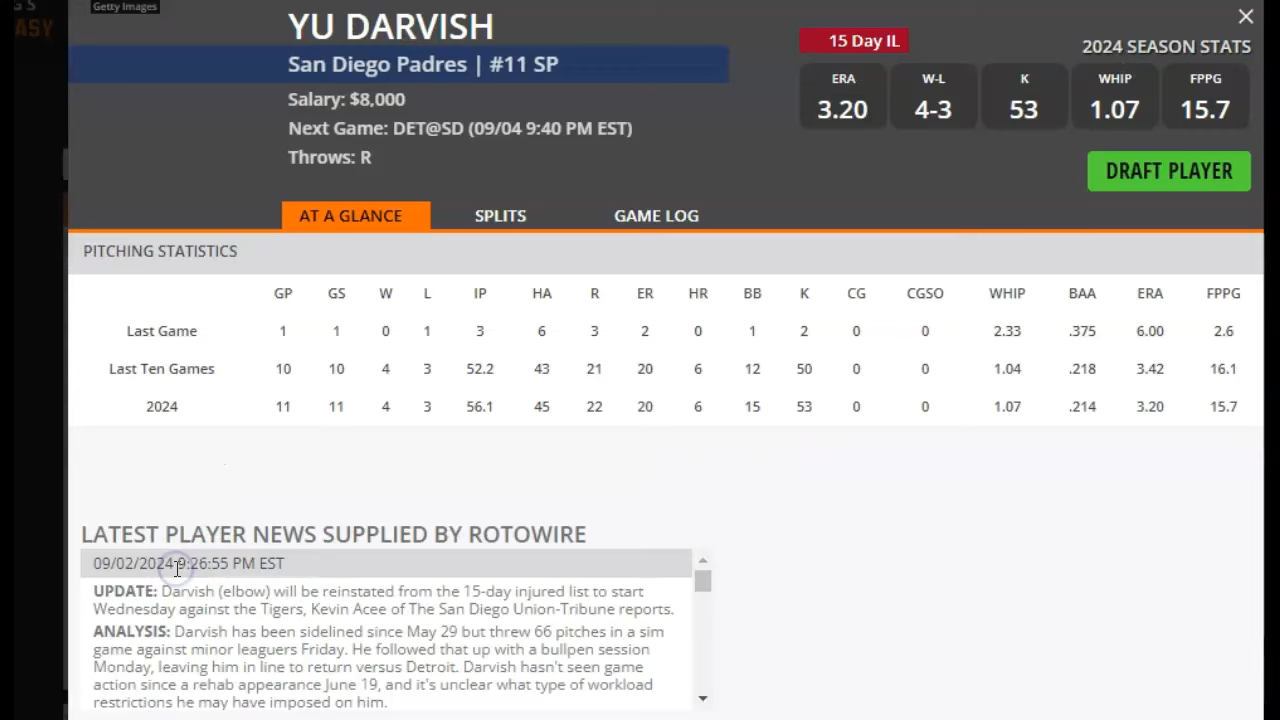 G S
ASY
Getty Images
YU DARVISH
San Diego Padres | #11 SP
Salary: $8,000
Next Game: DET@SD (09/04 9:40 PM EST)
Throws: R
15 Day IL
2024 SEASON STATS
ERA W-L K WHIP FPPG
3.20 4-3 53 1.07 15.7
DRAFT PLAYER
AT A GLANCE SPLITS GAME LOG
PITCHING STATISTICS
GP GS W L IP HA R ER HR BB K CG CGSO WHIP BAA ERA FPPG
Last Game 1 1 0 1 3 6 3 2 0 1 2 0 0 2.33 .375 6.00 2.6
Last Ten Games 10 10 4 3 52.2 43 21 20 6 12 50 0 0 1.04 .218 3.42 16.1
2024 11 11 4 3 56.1 45 22 20 6 15 53 0 0 1.07 .214 3.20 15.7
LATEST PLAYER NEWS SUPPLIED BY ROTOWIRE
09/02/2024 9:26:55 PM EST
UPDATE: Darvish (elbow) will be reinstated from the 15-day injured list to start
Wednesday against the Tigers, Kevin Acee of The San Diego Union-Tribune reports.
ANALYSIS: Darvish has been sidelined since May 29 but threw 66 pitches in a sim
game against minor leaguers Friday. He followed that up with a bullpen session
Monday, leaving him in line to return versus Detroit. Darvish hasn't seen game
action since a rehab appearance June 19, and it's unclear what type of workload
restrictions he may have imposed on him.